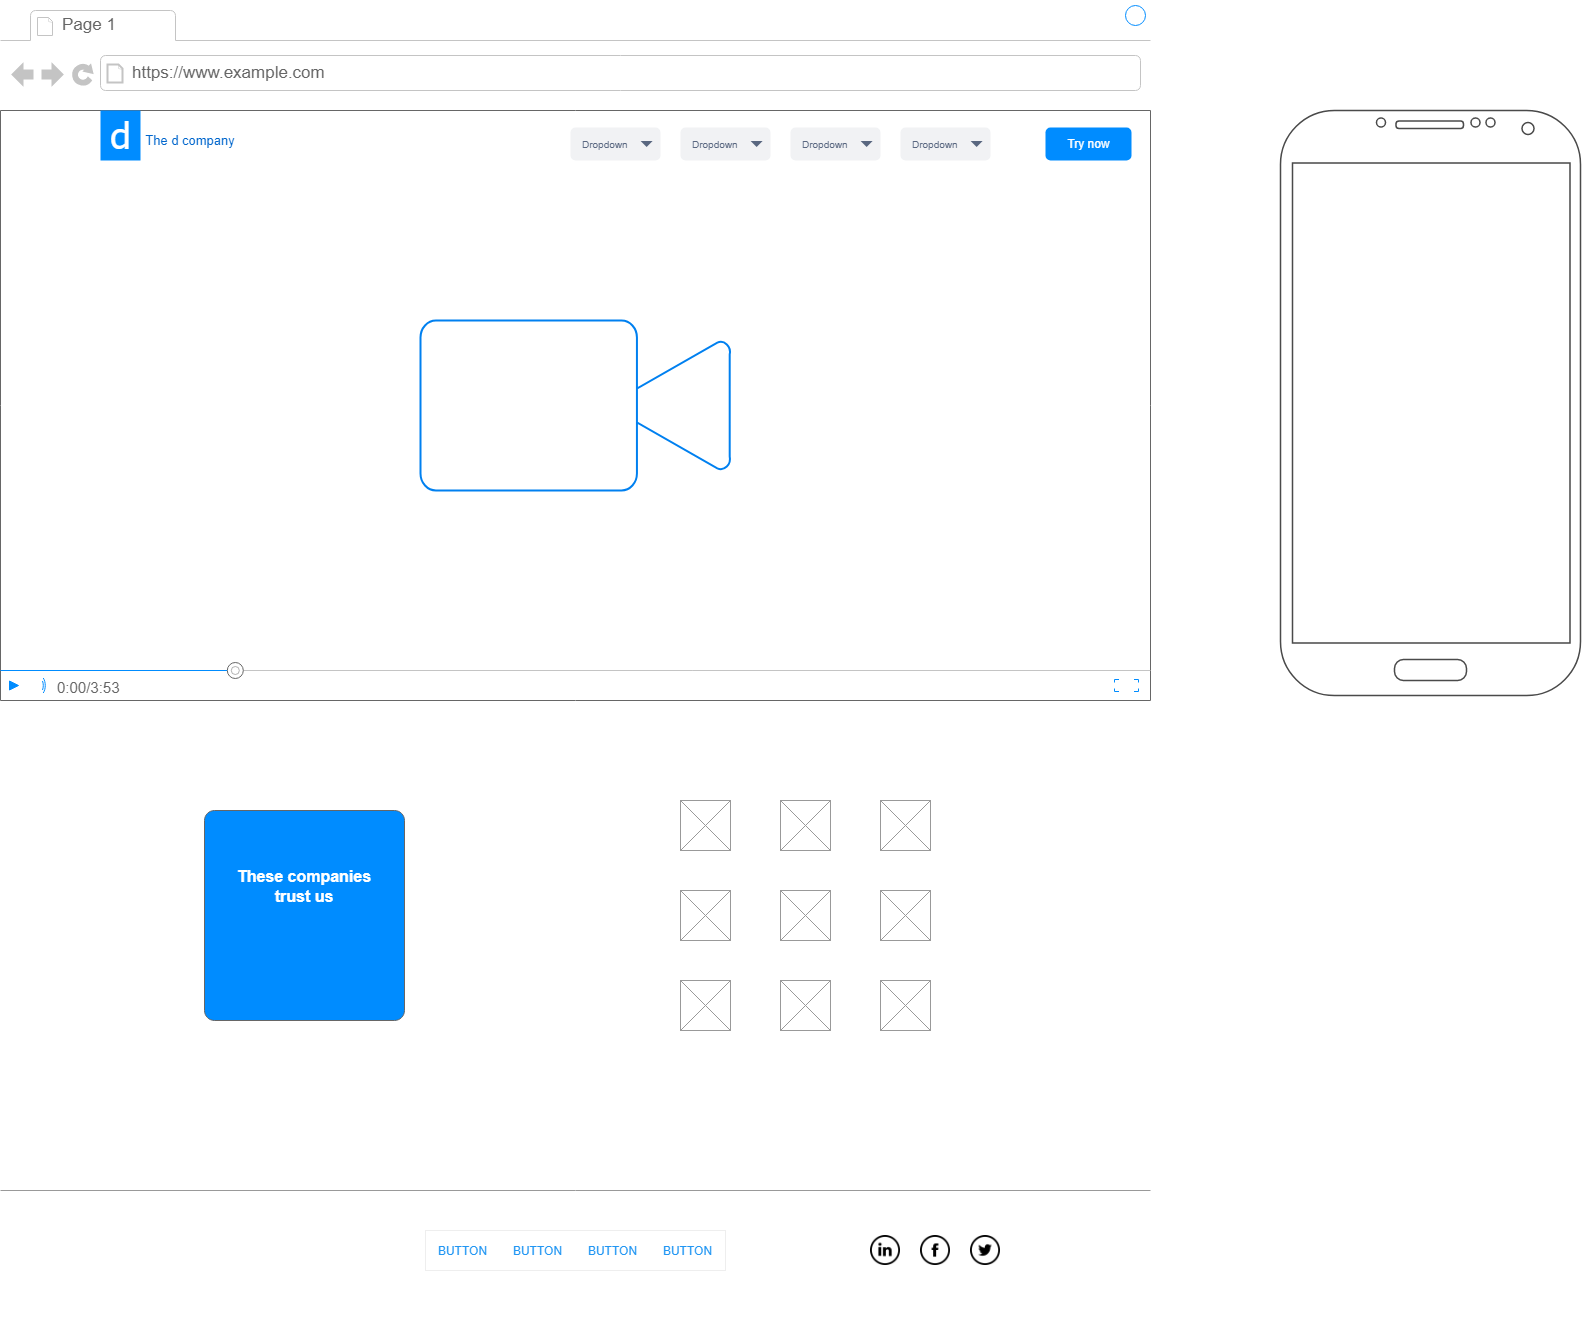 Page 1
https://www.example.com
d
The d company
Dropdown
Dropdown
Dropdown
Dropdown
Try now
0:00/3:53
These companies
trust us
BUTTON
BUTTON
BUTTON
BUTTON
in
f